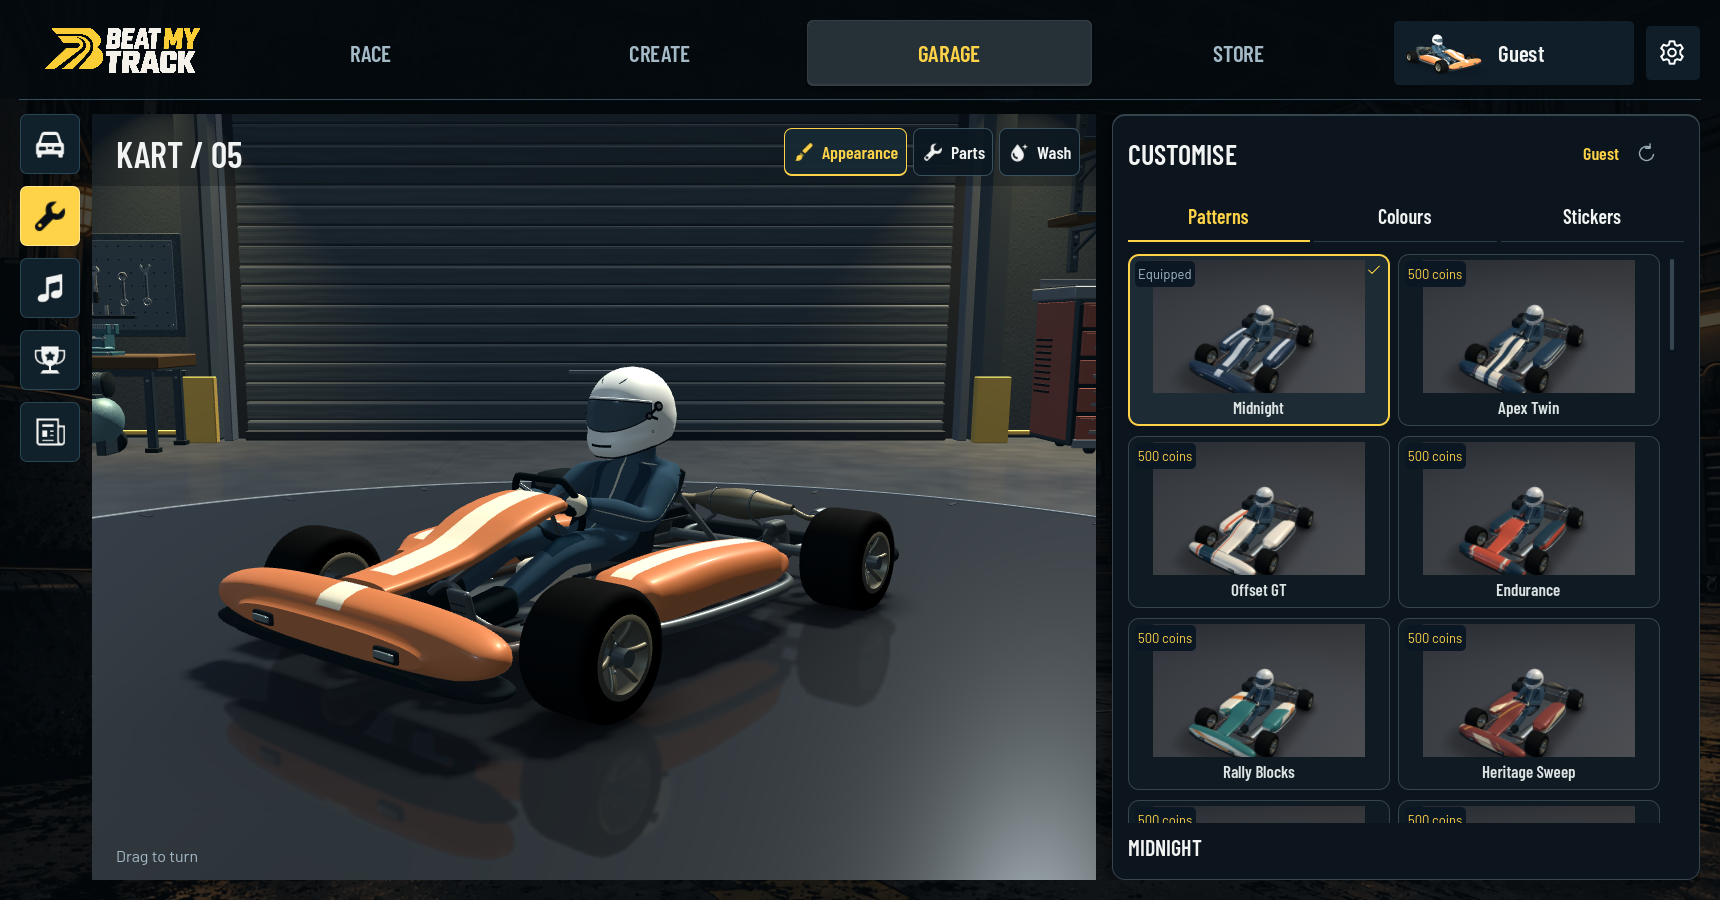 BEAT MY
TRACK
RACE
CREATE
GARAGE
STORE
Guest
KART / 05
Appearance
Parts
Wash
CUSTOMISE
Guest
Patterns
Colours
Stickers
Equipped
Midnight
500 coins
Apex Twin
500 coins
Offset GT
500 coins
Endurance
500 coins
Rally Blocks
500 coins
Heritage Sweep
500 coins
500 coins
MIDNIGHT
Drag to turn